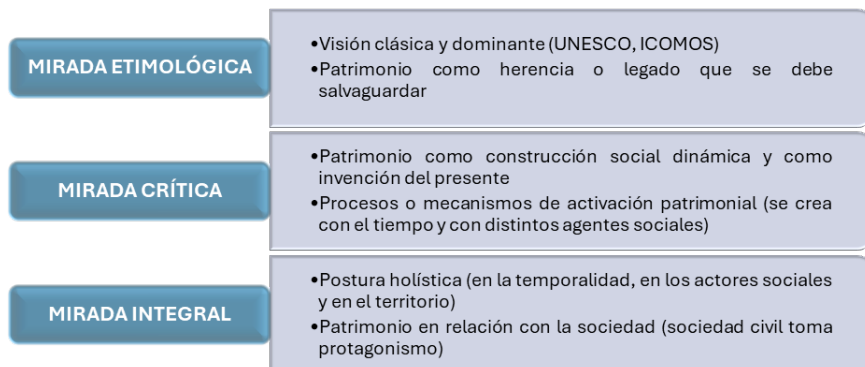 MIRADA ETIMOLÓGICA
•Visión clásica y dominante (UNESCO, ICOMOS)
•Patrimonio como herencia o legado que se debe
salvaguardar
MIRADA CRÍTICA
•Patrimonio como construcción social dinámica y como
invención del presente
•Procesos o mecanismos de activación patrimonial (se crea
con el tiempo y con distintos agentes sociales)
MIRADA INTEGRAL
•Postura holística (en la temporalidad, en los actores sociales
y en el territorio)
•Patrimonio en relación con la sociedad (sociedad civil toma
protagonismo)